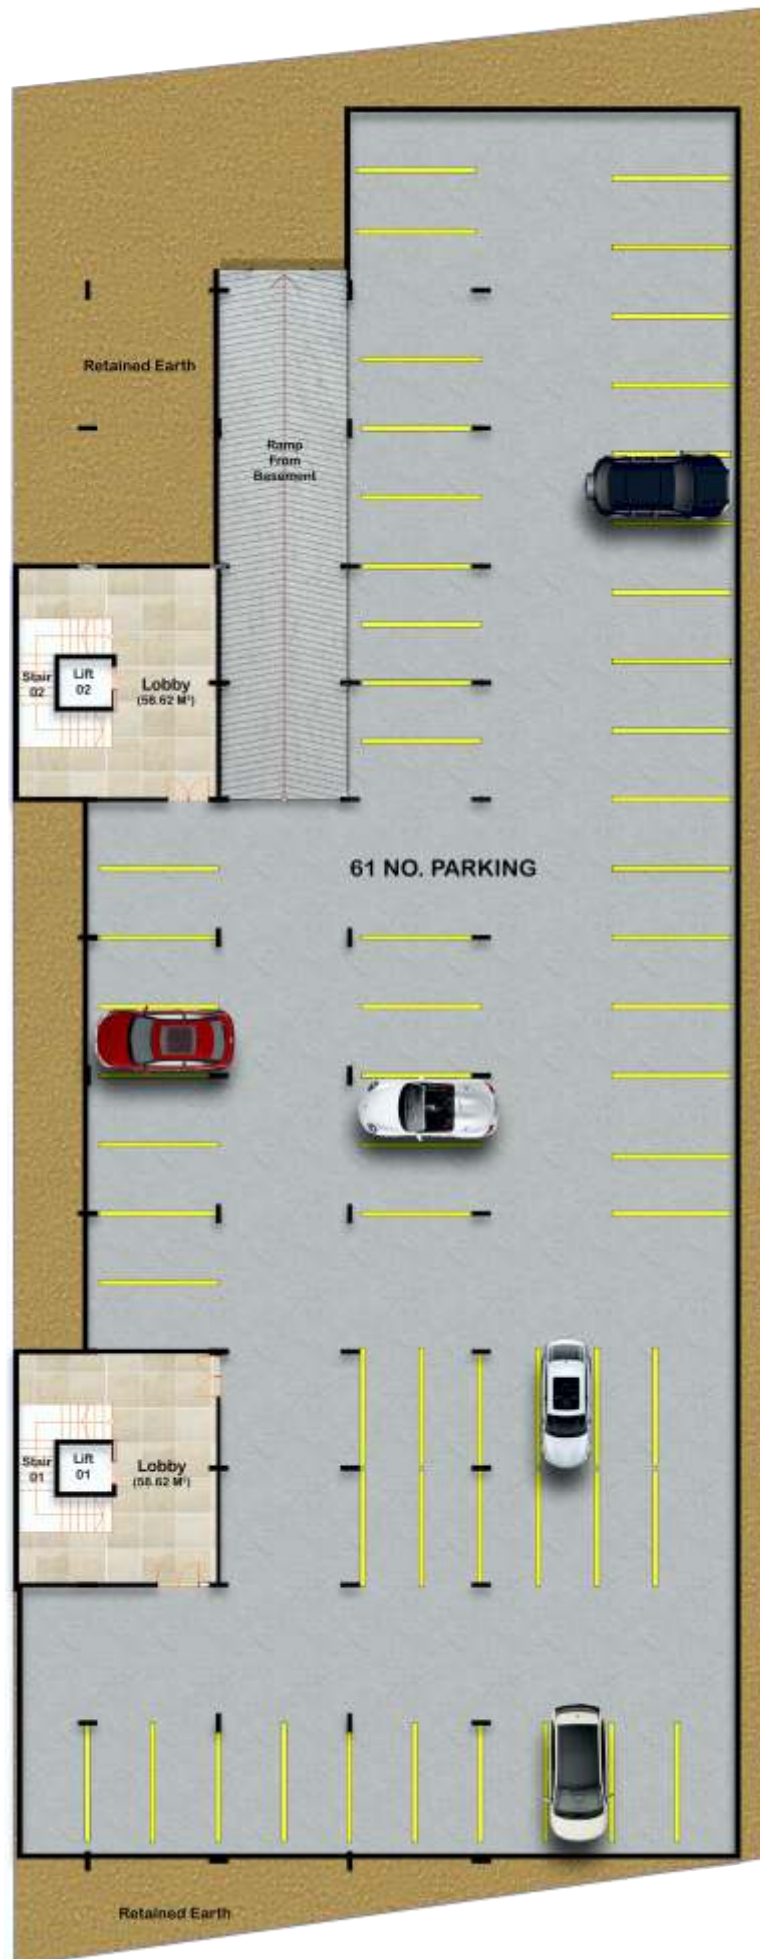 Retained Earth
Ramp
From
Basement
Stair
02
Lift
02
Lobby
(58.62 M²)
61 NO. PARKING
Stair
01
Lift
01
Lobby
(58.62 M²)
Retained Earth